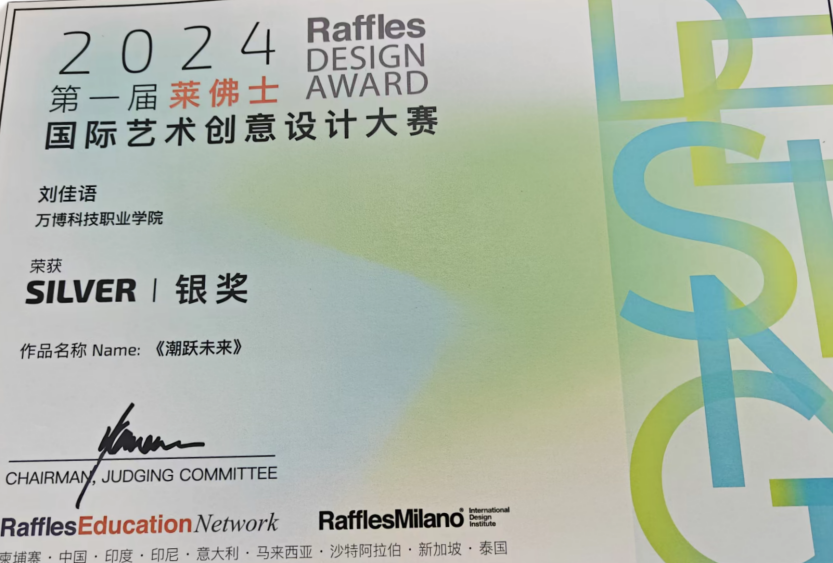 2024
Raffles
DESIGN
AWARD
第一届莱佛士
国际艺术创意设计大赛
刘佳语
万博科技职业学院
荣获
SILVER | 银奖
作品名称 Name: 《潮跃未来》
CHAIRMAN, JUDGING COMMITTEE
RafflesEducationNetwork
RafflesMilano® International Design Institute
柬埔寨 · 中国 · 印度 · 印尼 · 意大利 · 马来西亚 · 沙特阿拉伯 · 新加坡 · 泰国
DESIGN